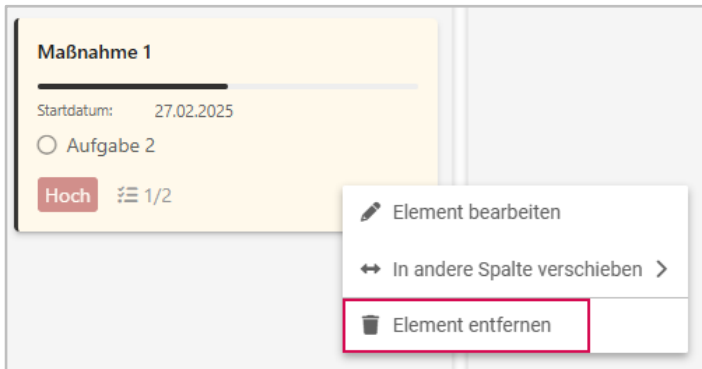 Maßnahme 1
Startdatum: 27.02.2025
Aufgabe 2
Hoch 1/2
Element bearbeiten
In andere Spalte verschieben
Element entfernen